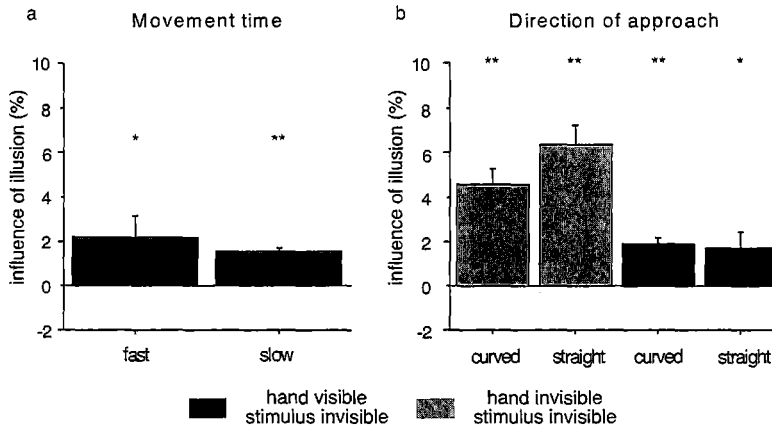 a
Movement time
influence of illusion (%)
10
8
6
4
2
0
-2
*
**
fast
slow
b
Direction of approach
influence of illusion (%)
10
8
6
4
2
0
-2
**
**
**
*
curved
straight
curved
straight
hand visible
stimulus invisible
hand invisible
stimulus invisible